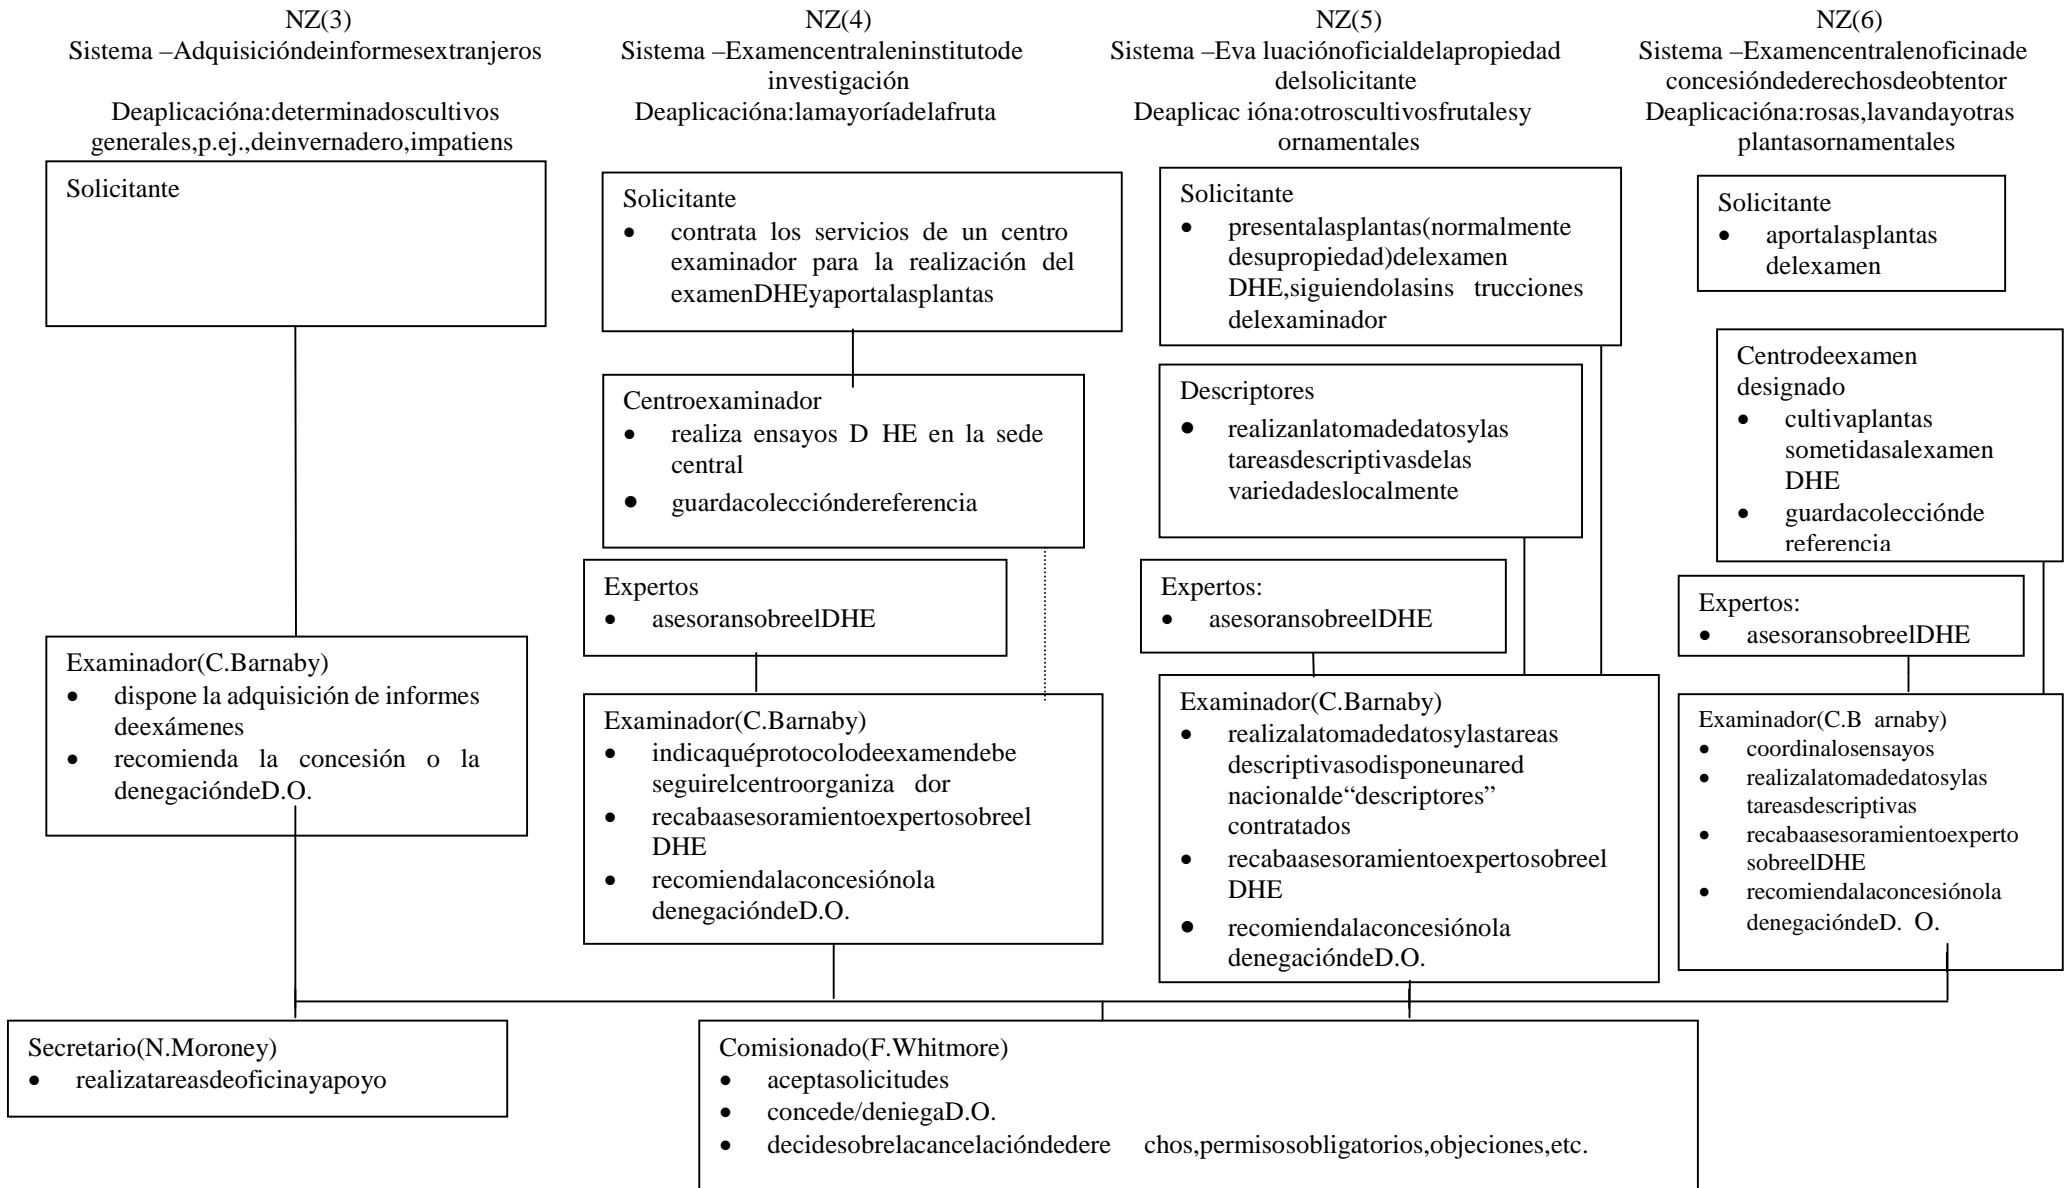 NZ(3)
Sistema –Adquisicióndeinformesextranjeros
Deaplicacióna:determinadoscultivos
generales,p.ej.,deinvernadero,impatiens
Solicitante
Examinador(C.Barnaby)
• dispone la adquisición de informes
deexámenes
• recomienda la concesión o la
denegacióndeD.O.
NZ(4)
Sistema –Examencentraleninstitutode
investigación
Deaplicacióna:lamayoríadelafruta
Solicitante
• contrata los servicios de un centro
examinador para la realización del
examenDHEyaportalasplantas
Centroexaminador
• realiza ensayos D HE en la sede
central
• guardacoleccióndereferencia
Expertos
• asesoransobreelDHE
Examinador(C.Barnaby)
• indicaquéprotocolodeexamendebe
seguirelcentroorganiza dor
• recabaasesoramientoexpertosobreel
DHE
• recomiendalaconcesiónola
denegacióndeD.O.
NZ(5)
Sistema –Eva luaciónoficialdelapropiedad
delsolicitante
Deaplicac ióna:otroscultivosfrutalesy
ornamentales
Solicitante
• presentalasplantas(normalmente
desupropiedad)delexamen
DHE,siguiendolasins trucciones
delexaminador
Descriptores
• realizanlatomadedatosylas
tareasdescriptivasdelas
variedadeslocalmente
Expertos:
• asesoransobreelDHE
Examinador(C.Barnaby)
• realizalatomadedatosylastareas
descriptivasodisponeunared
nacionalde“descriptores”
contratados
• recabaasesoramientoexpertosobreel
DHE
• recomiendalaconcesiónola
denegacióndeD.O.
NZ(6)
Sistema –Examencentralenoficinade
concesióndederechosdeobtentor
Deaplicacióna:rosas,lavandayotras
plantasornamentales
Solicitante
• aportalasplantas
delexamen
Centrodeexamen
designado
• cultivaplantas
sometidasalexamen
DHE
• guardacolecciónde
referencia
Expertos:
• asesoransobreelDHE
Examinador(C.B arnaby)
• coordinalosensayos
• realizalatomadedatosylas
tareasdescriptivas
• recabaasesoramientoexperto
sobreelDHE
• recomiendalaconcesiónola
denegacióndeD. O.
Secretario(N.Moroney)
• realizatareasdeoficinayapoyo
Comisionado(F.Whitmore)
• aceptasolicitudes
• concede/deniegaD.O.
• decidesobrelacancelacióndedere chos,permisosobligatorios,objeciones,etc.